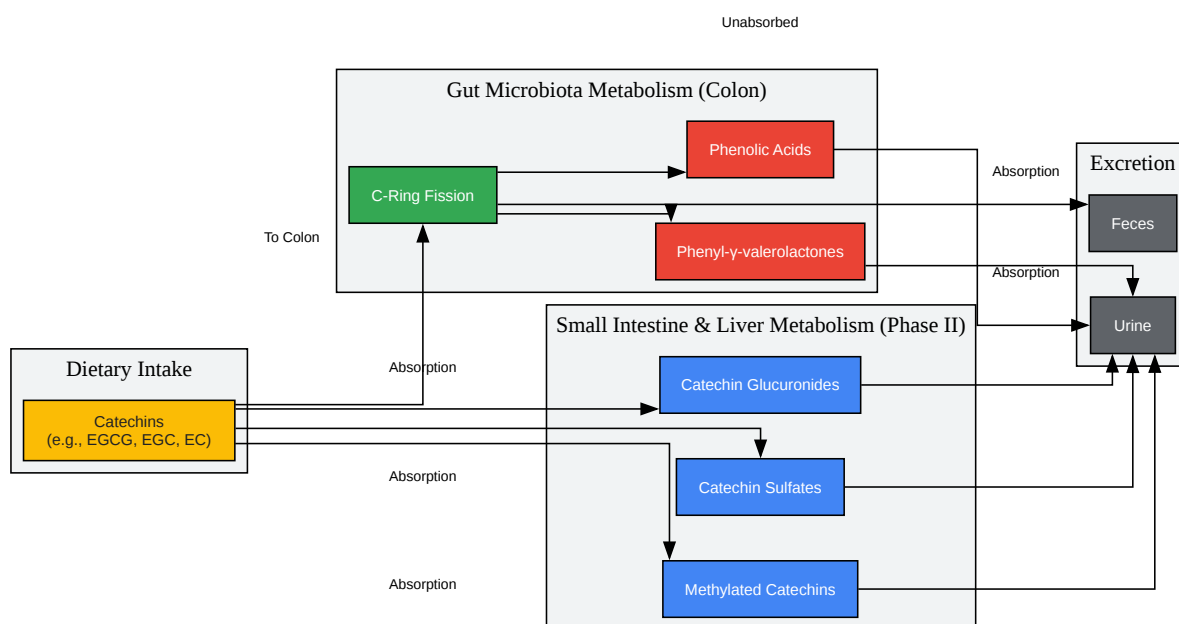 Unabsorbed
Gut Microbiota Metabolism (Colon)
Phenolic Acids
Absorption
Excretion
C-Ring Fission
Feces
To Colon
Phenyl-γ-valerolactones
Absorption
Small Intestine & Liver Metabolism (Phase II)
Urine
Dietary Intake
Absorption
Catechin Glucuronides
Catechins
(e.g., EGCG, EGC, EC)
Absorption
Catechin Sulfates
Absorption
Methylated Catechins